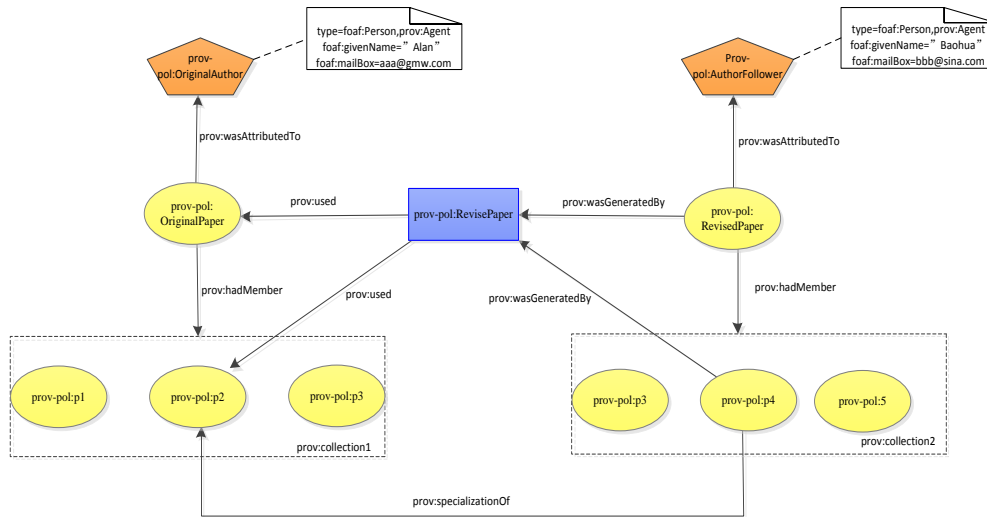 type=foaf:Person,prov:Agent
foaf:givenName=” Alan”
foaf:mailBox=aaa@gmw.com
type=foaf:Person,prov:Agent
foaf:givenName=” Baohua”
foaf:mailBox=bbb@sina.com
prov-
pol:OriginalAuthor
Prov-
pol:AuthorFollower
prov:wasAttributedTo
prov:wasAttributedTo
prov-pol:
OriginalPaper
prov:used
prov-pol:RevisePaper
prov:wasGeneratedBy
prov-pol:
RevisedPaper
prov:hadMember
prov:used
prov:wasGeneratedBy
prov:hadMember
prov-pol:p1
prov-pol:p2
prov-pol:p3
prov:collection1
prov-pol:p3
prov-pol:p4
prov-pol:5
prov:collection2
prov:specializationOf